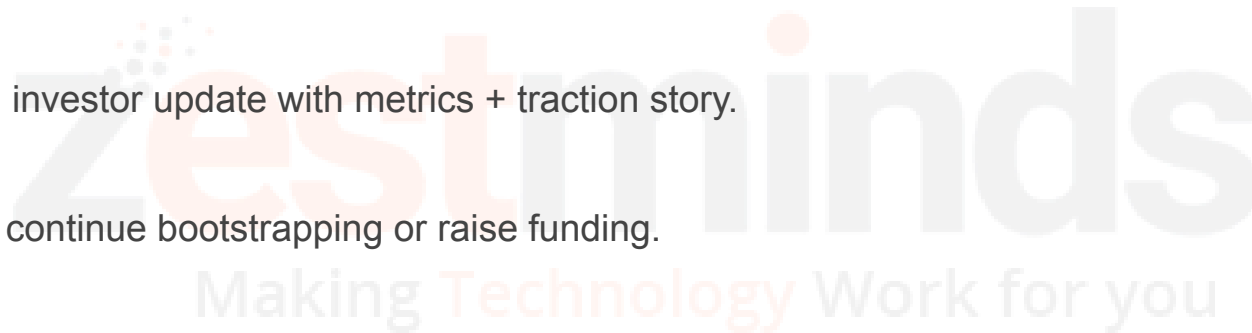 zestminds
investor update with metrics + traction story.
continue bootstrapping or raise funding.
Making Technology Work for you